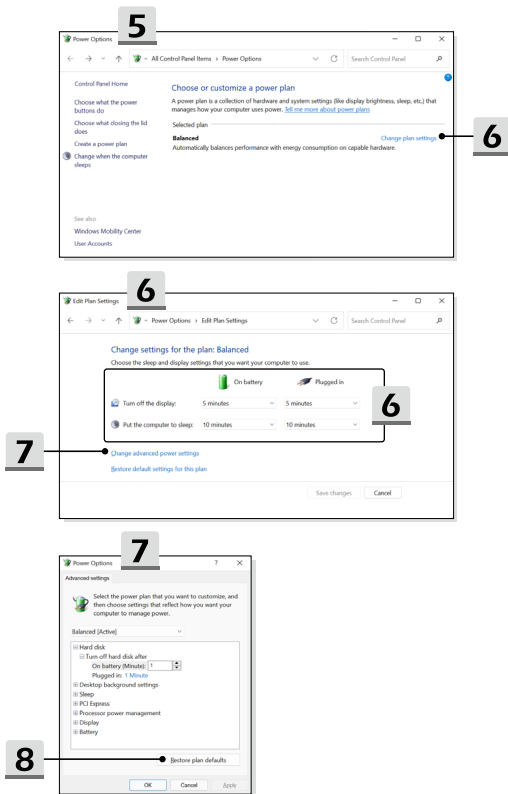 5
Power Options
All Control Panel Items > Power Options
Search Control Panel
Control Panel Home
Choose what the power
buttons do
Choose what closing the lid
does
Create a power plan
Change when the computer
sleeps
See also
Windows Mobility Center
User Accounts
Choose or customize a power plan
A power plan is a collection of hardware and system settings (like display brightness, sleep, etc.) that
manages how your computer uses power. Tell me more about power plans
Selected plan
Balanced
Change plan settings
Automatically balances performance with energy consumption on capable hardware.
6
6
Edit Plan Settings
Power Options > Edit Plan Settings
Search Control Panel
Change settings for the plan: Balanced
Choose the sleep and display settings that you want your computer to use.
On battery
Plugged in
Turn off the display: 5 minutes 5 minutes
Put the computer to sleep: 10 minutes 10 minutes
6
7
Change advanced power settings
Restore default settings for this plan
Save changes Cancel
7
Power Options ?
Advanced settings
Select the power plan that you want to customize, and
then choose settings that reflect how you want your
computer to manage power.
Balanced [Active]
Hard disk
Turn off hard disk after
On battery (Minute): 1
Plugged in: 1 Minute
Desktop background settings
Sleep
PCI Express
Processor power management
Display
Battery
8
Restore plan defaults
OK Cancel Apply